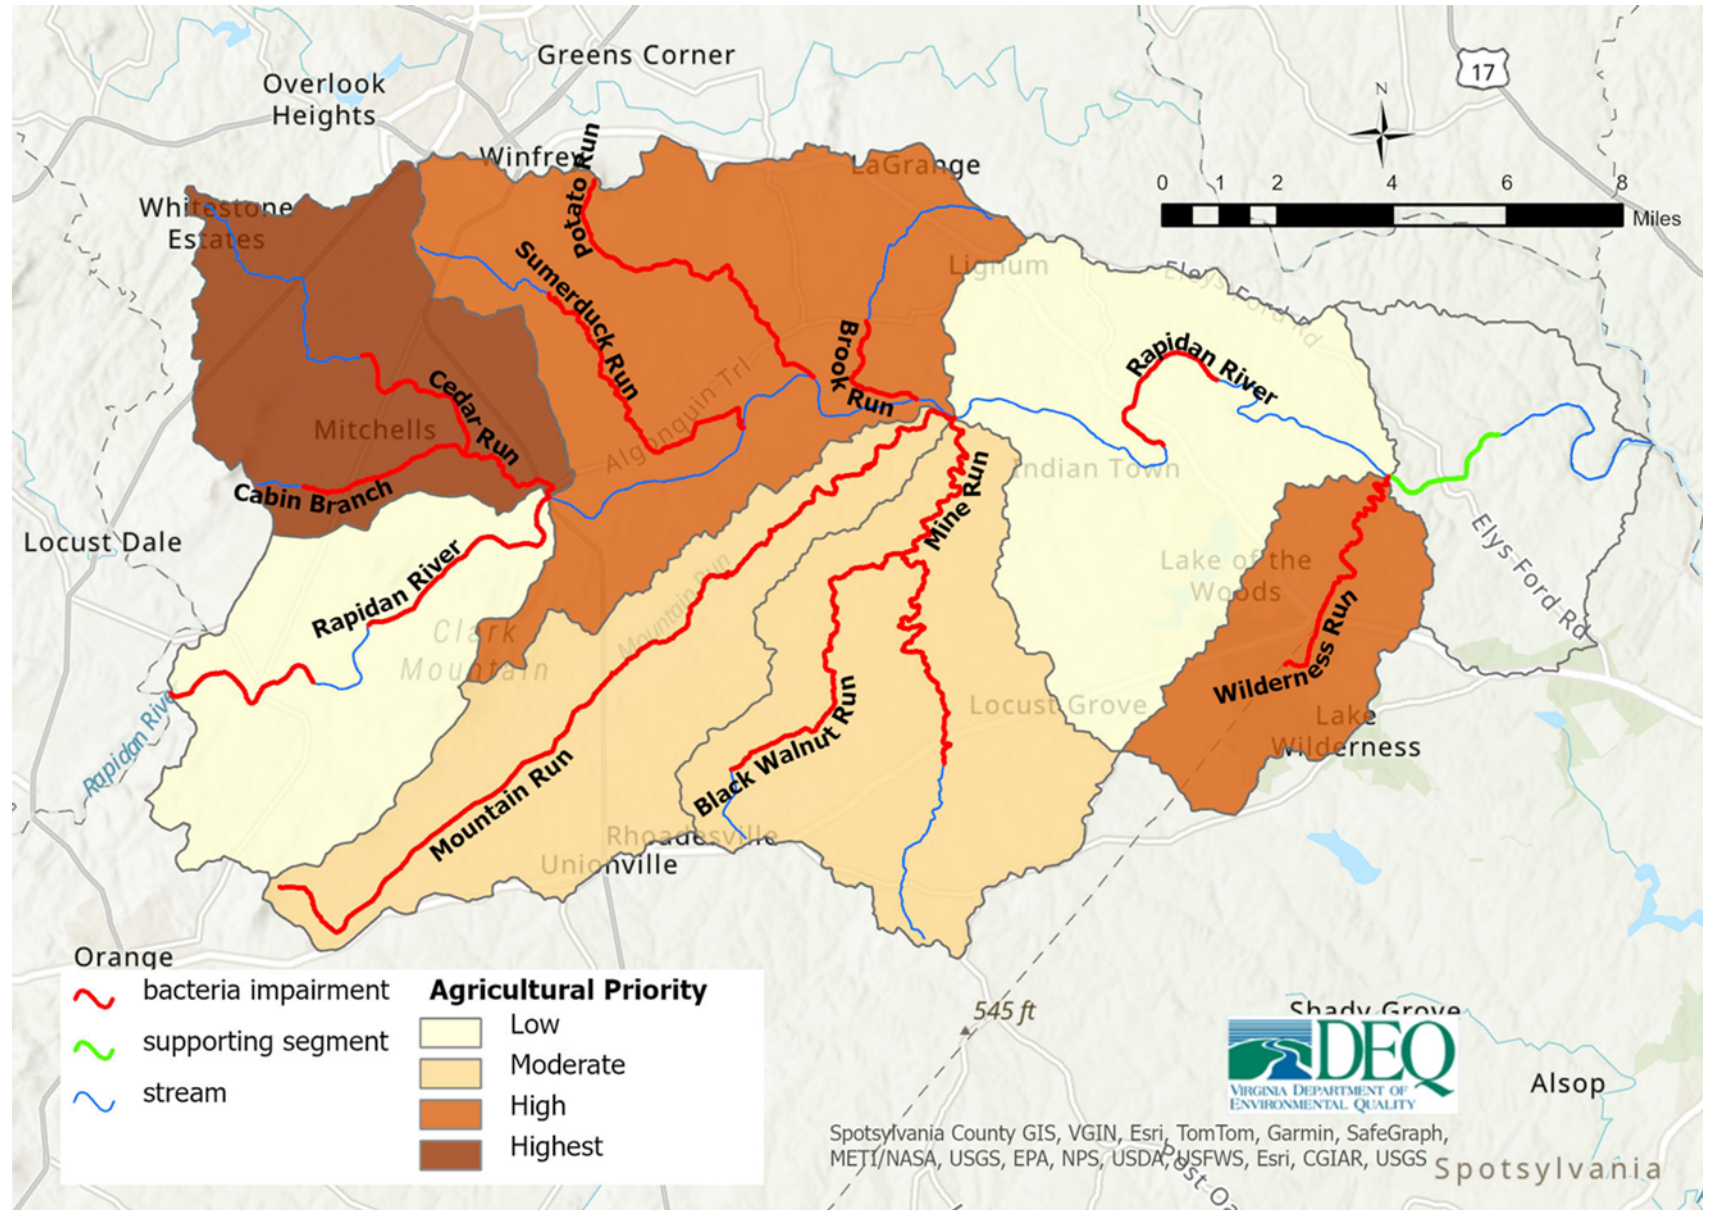 Greens Corner
17
Overlook
Heights
N
Winfrey
LaGrange
Potato Run
0 1 2 4 6 8
Miles
Whitestone
Estates
Sumerduck Run
Lignum
Eleys Ford Rd
Brook
Run
Rapidan River
Cedar Run
Mitchells
Algonquin Trl
Indian Town
Mine Run
Cabin Branch
Locust Dale
Elys Ford Rd
Rapidan River
Lake of the
Woods
Clark
Mountain
Mountain Run
Wilderness Run
Rapidan River
Black Walnut Run
Locust Grove
Lake
Wilderness
Mountain Run
Rhoadesville
Unionville
Orange
bacteria impairment
supporting segment
stream
Agricultural Priority
Low
Moderate
High
Highest
545 ft
Shady Grove
DEQ
VIRGINIA DEPARTMENT OF
ENVIRONMENTAL QUALITY
Alsop
Spotsylvania County GIS, VGIN, Esri, TomTom, Garmin, SafeGraph,
METI/NASA, USGS, EPA, NPS, USDA, USFWS, Esri, CGIAR, USGS
Spotsylvania
Post Oa